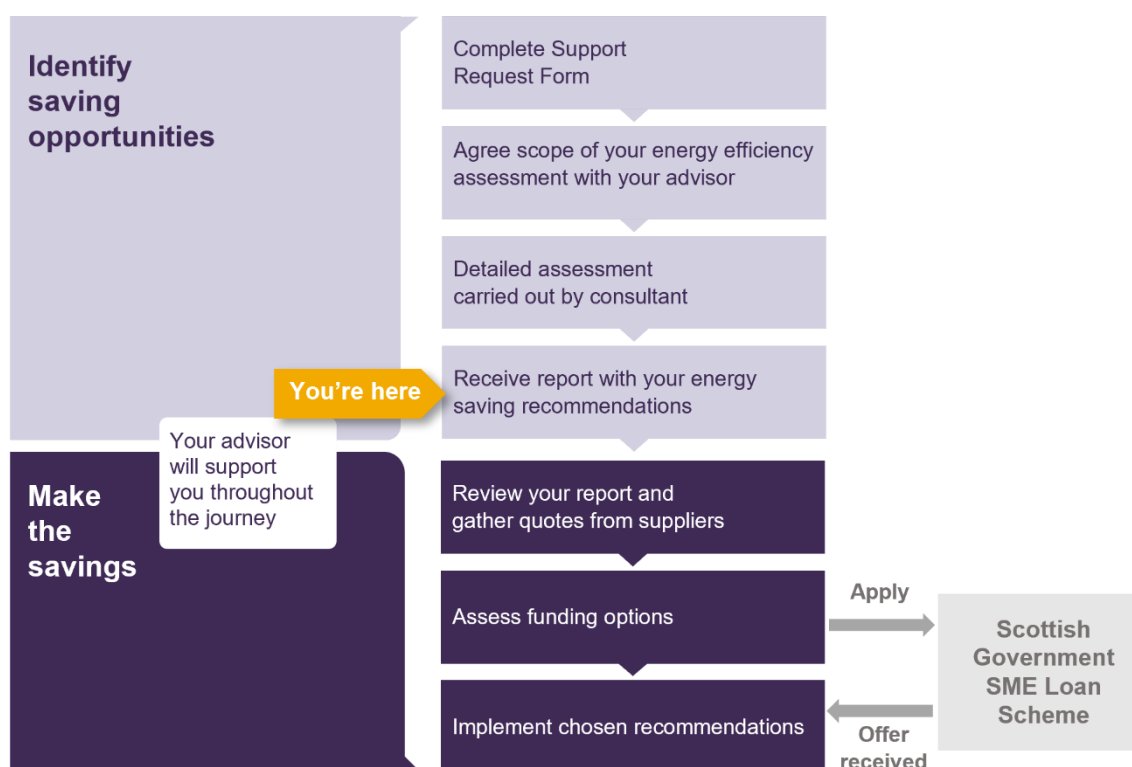 Identify
saving
opportunities
Complete Support
Request Form
Agree scope of your energy efficiency
assessment with your advisor
Detailed assessment
carried out by consultant
You’re here
Receive report with your energy
saving recommendations
Your advisor
will support
you throughout
the journey
Make
the
savings
Review your report and
gather quotes from suppliers
Assess funding options
Apply
Scottish
Government
SME Loan
Scheme
Implement chosen recommendations
Offer
received